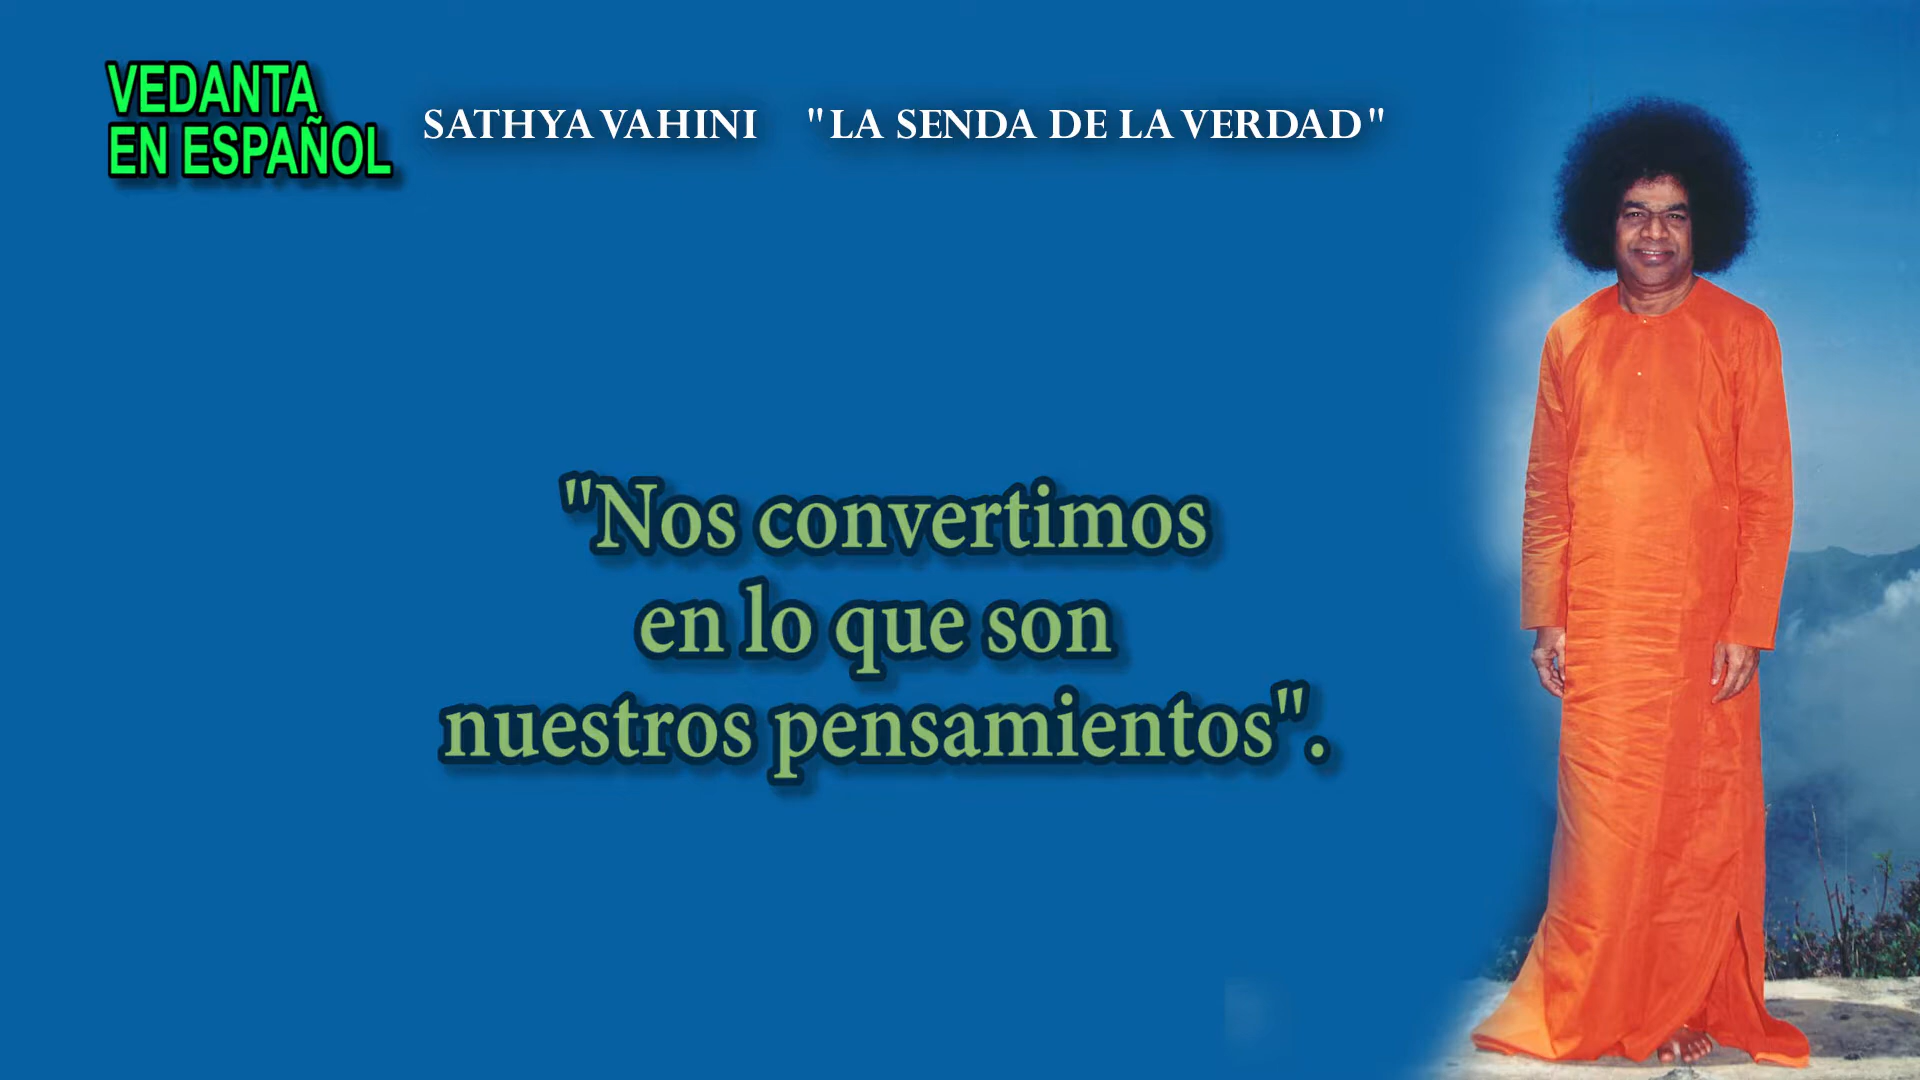 VEDANTA
EN ESPAÑOL
SATHYA VAHINI "LA SENDA DE LA VERDAD"
"Nos convertimos
en lo que son
nuestros pensamientos".